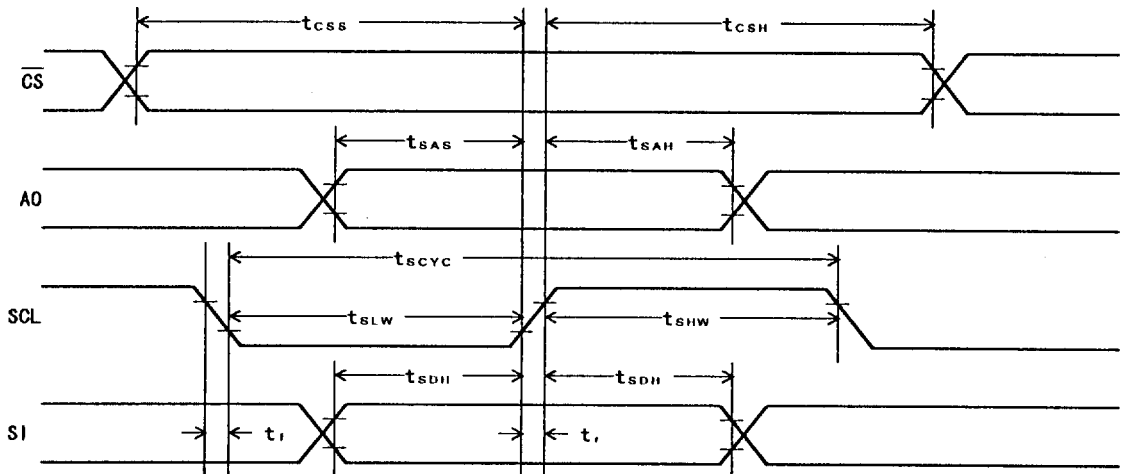 tCSS tCSH
CS
tSAS tSAH
A0
tSCYC
SCL
tSLW tSHW
tSDH tSDH
SI
tf tr